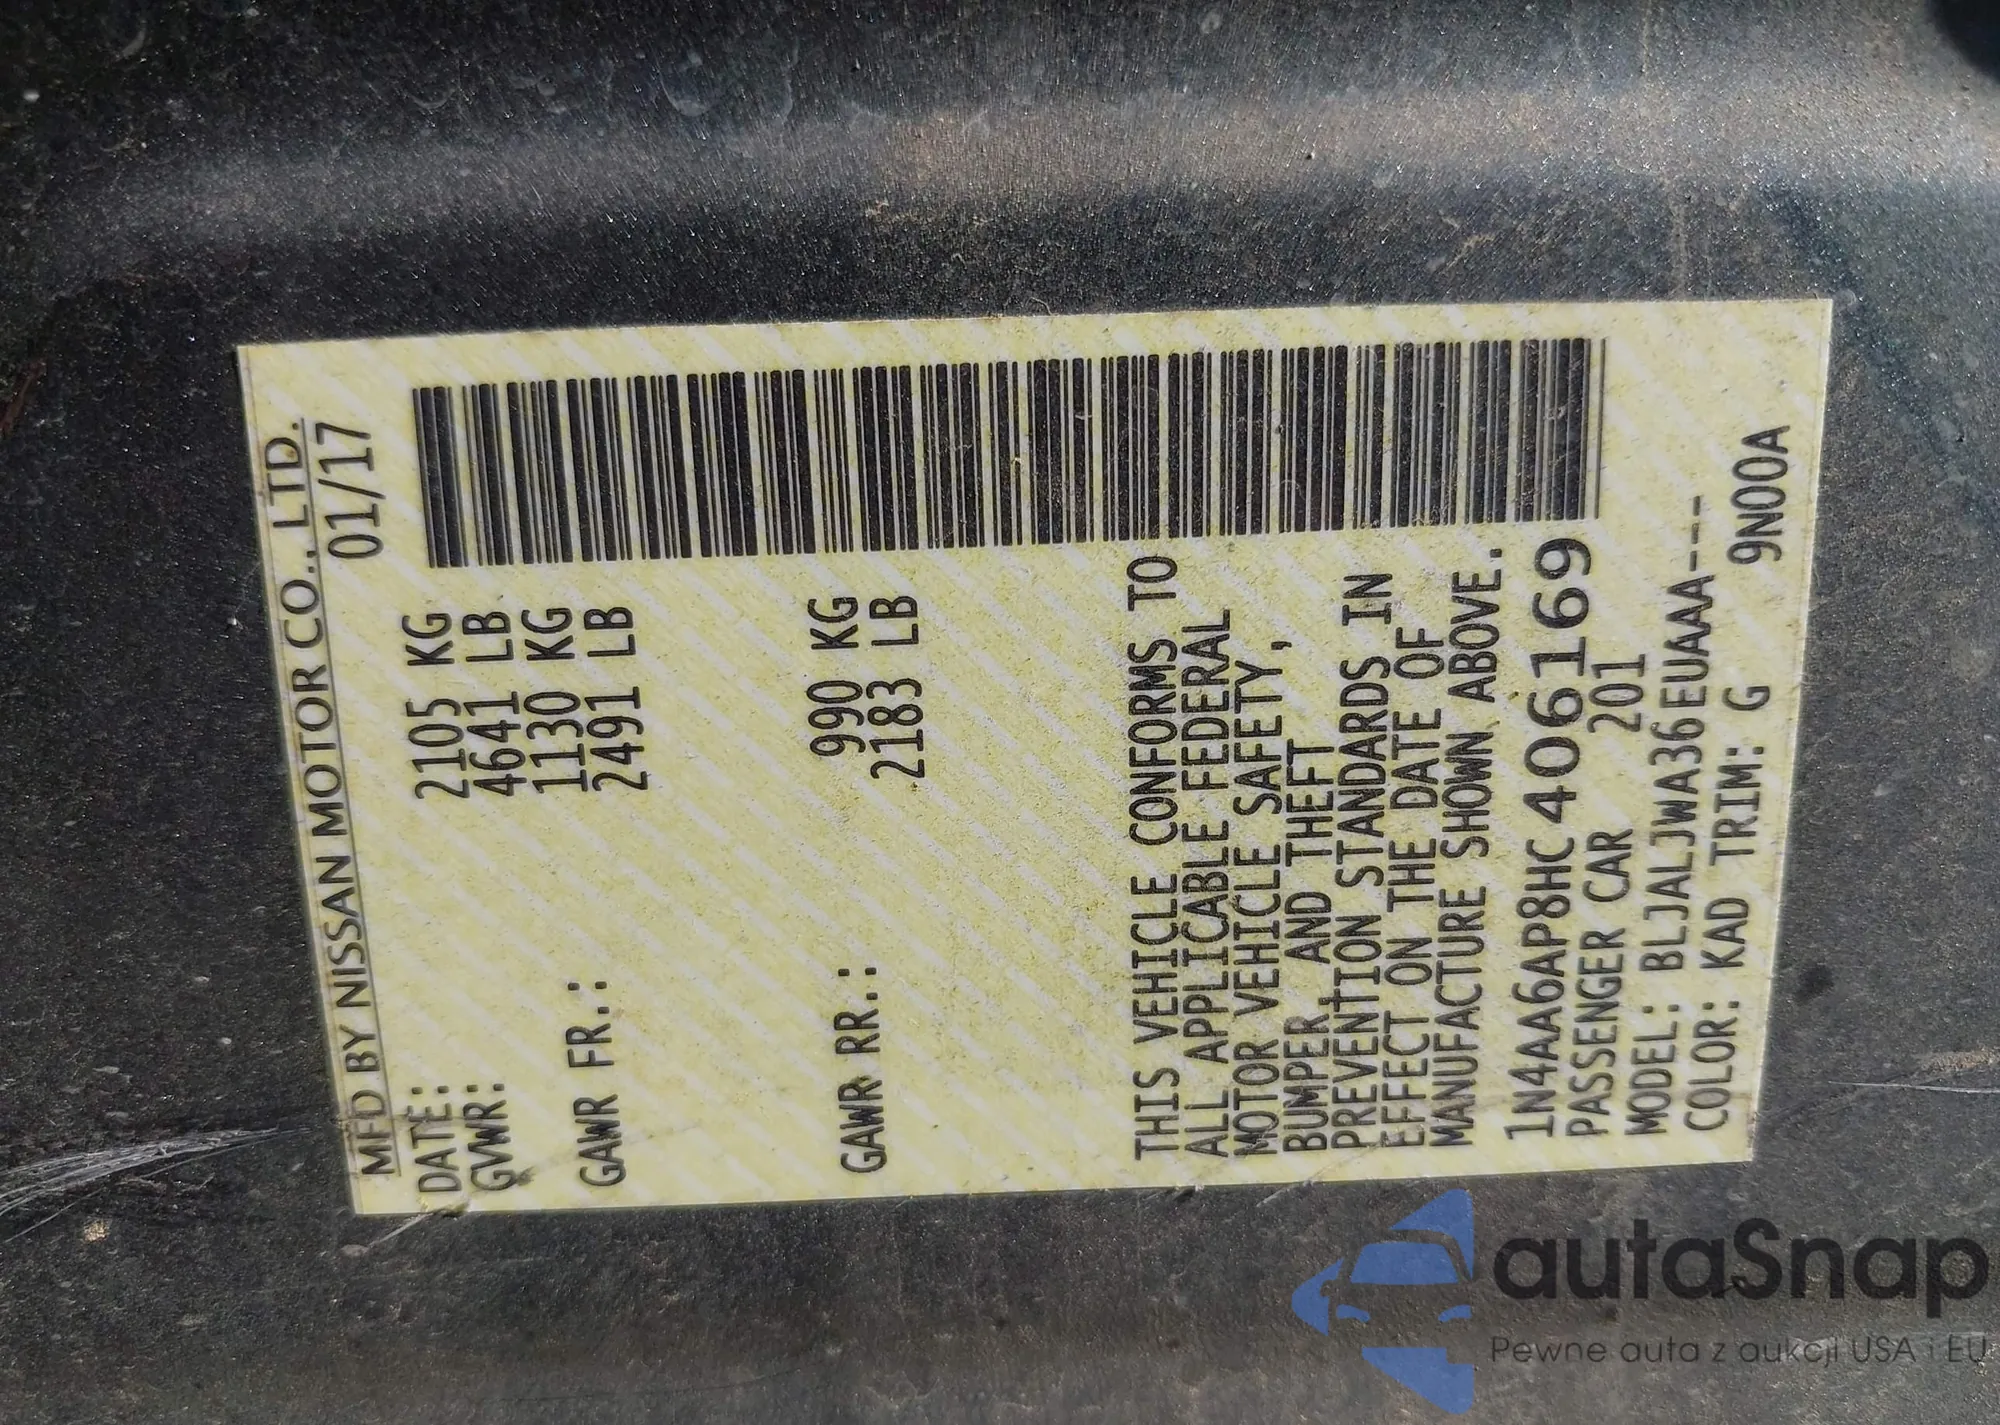 MFD BY NISSAN MOTOR CO., LTD.
DATE: 01/17
GVWR: 2105 KG
4641 LB
GAWR FR.: 1130 KG
2491 LB
GAWR RR.: 990 KG
2183 LB
THIS VEHICLE CONFORMS TO
ALL APPLICABLE FEDERAL
MOTOR VEHICLE SAFETY,
BUMPER, AND THEFT
PREVENTION STANDARDS IN
EFFECT ON THE DATE OF
MANUFACTURE SHOWN ABOVE.
1N4AA6AP8HC406169
PASSENGER CAR 201
MODEL: BLJALJWA36EUAAA---
COLOR: KAD TRIM: G 9N00A
autaSnap
Pewne auta z aukcji USA i EU